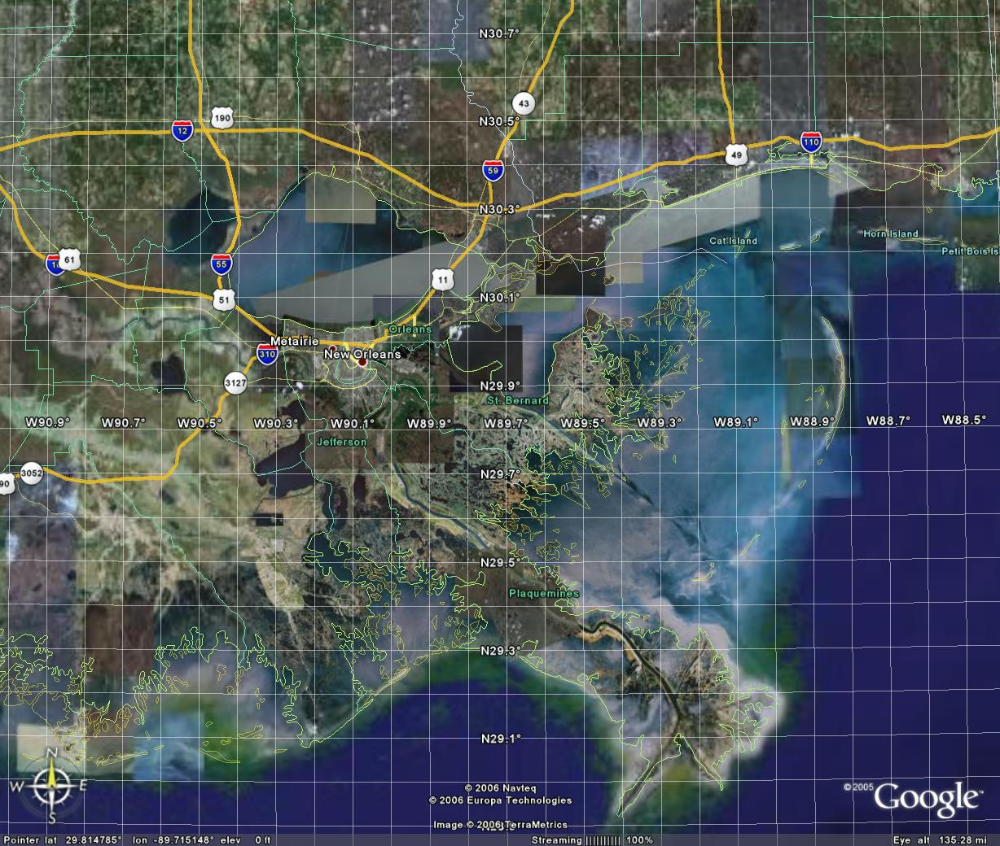 N30.7°
43
190
12
N30.5°
110
49
59
N30.3°
Horn Island
Cat Island
Petit Bois Is
61
55
11
51
N30.1°
Orleans
Metairie
New Orleans
310
3127
N29.9°
St. Bernard
W90.9° W90.7° W90.5° W90.3° W90.1° W89.9° W89.7° W89.5° W89.3° W89.1° W88.9° W88.7° W88.5°
Jefferson
3052
N29.7°
90
N29.5°
Plaquemines
N29.3°
N29.1°
N
W E
S
© 2006 Navteq
© 2006 Europa Technologies
©2005 Google™
Image © 2006 TerraMetrics
Pointer lat 29.814785° lon -89.715148° elev 0 ft Streaming |||||||||| 100% Eye alt 135.28 mi